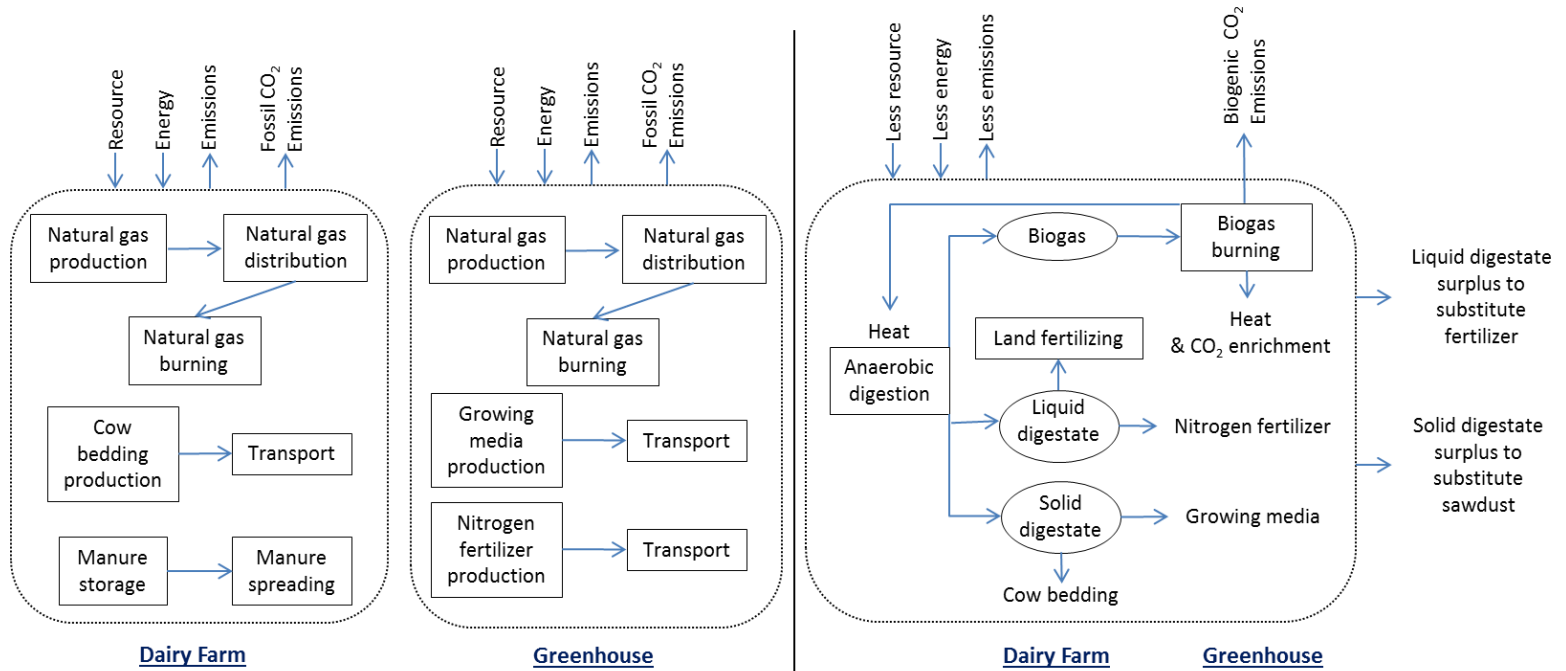 Resource
Energy
Emissions
Fossil CO₂
Emissions
Natural gas
production
Natural gas
distribution
Natural gas
burning
Cow
bedding
production
Transport
Manure
storage
Manure
spreading
Dairy Farm
Resource
Energy
Emissions
Fossil CO₂
Emissions
Natural gas
production
Natural gas
distribution
Natural gas
burning
Growing
media
production
Transport
Nitrogen
fertilizer
production
Transport
Greenhouse
Less resource
Less energy
Less emissions
Biogenic CO₂
Emissions
Biogas
Biogas
burning
Heat
Anaerobic
digestion
Land fertilizing
Heat
& CO₂ enrichment
Liquid
digestate
Nitrogen fertilizer
Solid
digestate
Growing media
Cow bedding
Liquid digestate
surplus to
substitute
fertilizer
Solid digestate
surplus to
substitute
sawdust
Dairy Farm
Greenhouse